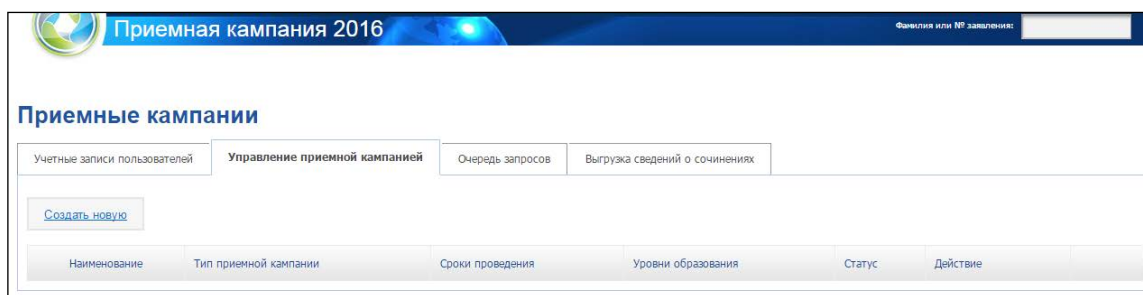 Приемная кампания 2016 Фамилия или № заявления:
Приемные кампании
Учетные записи пользователей Управление приемной кампанией Очередь запросов Выгрузка сведений о сочинениях
Создать новую
Наименование Тип приемной кампании Сроки проведения Уровни образования Статус Действие